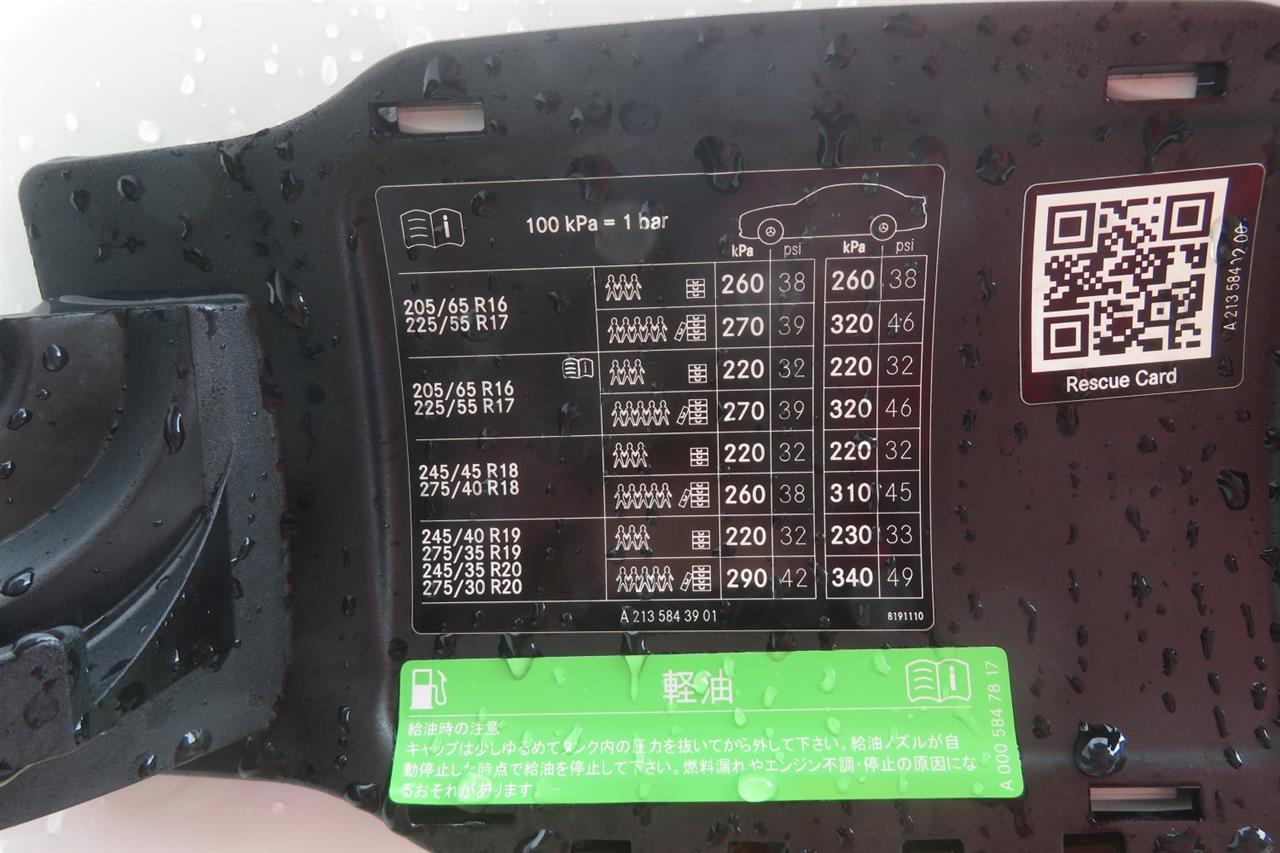 100 kPa = 1 bar
kPa psi kPa psi
205/65 R16
225/55 R17
260 38 260 38
270 39 320 46
205/65 R16
225/55 R17
220 32 220 32
270 39 320 46
245/45 R18
275/40 R18
220 32 220 32
260 38 310 45
245/40 R19
275/35 R19
245/35 R20
275/30 R20
220 32 230 33
290 42 340 49
A 213 584 39 01
8191110
Rescue Card
軽油
給油時の注意
キャップは少しゆるめてタンク内の圧力を抜いてから外して下さい。給油ノズルが自
動停止した時点で給油を停止して下さい。燃料漏れやエンジン不調・停止の原因にな
るおそれがあります。
A 000 584 78 17